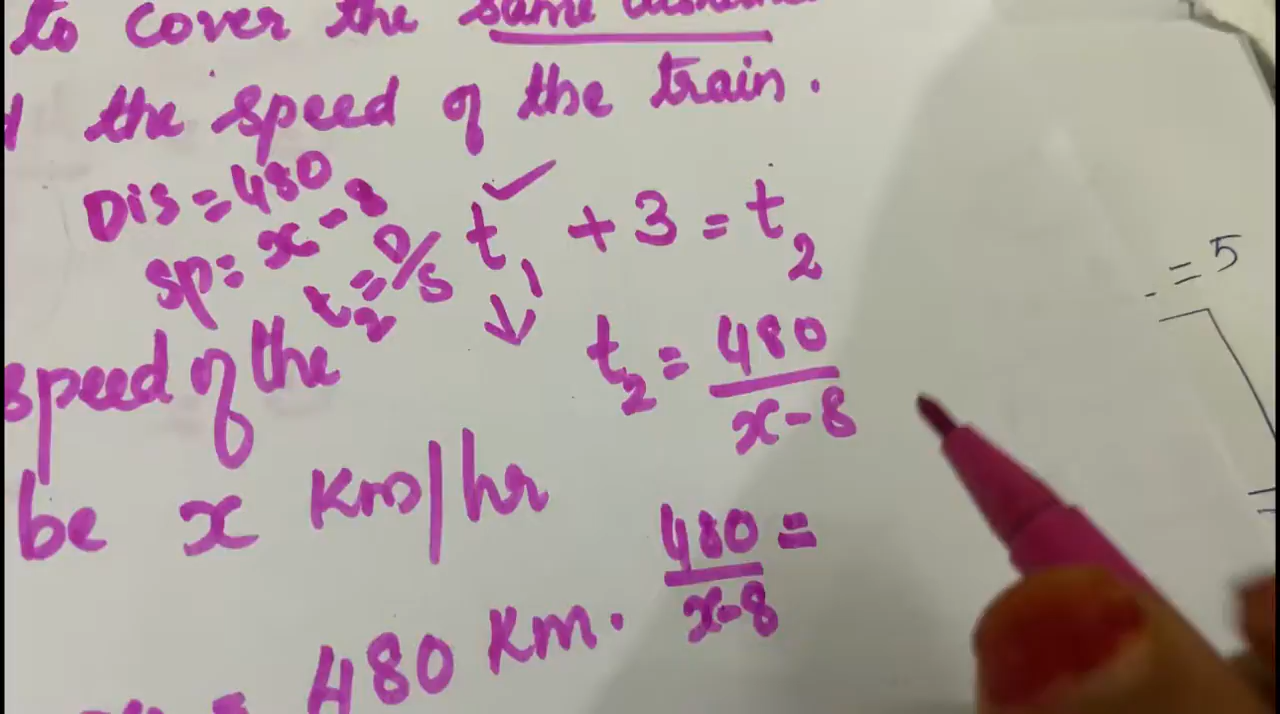 to cover the same
the speed of the train.
Dis = 480
sp = x - 8
t2 = D/S
t1 + 3 = t2
t2 = 480/x-8
speed of the
be x Km/hr
480/x-8 =
= 480 Km.
= 5